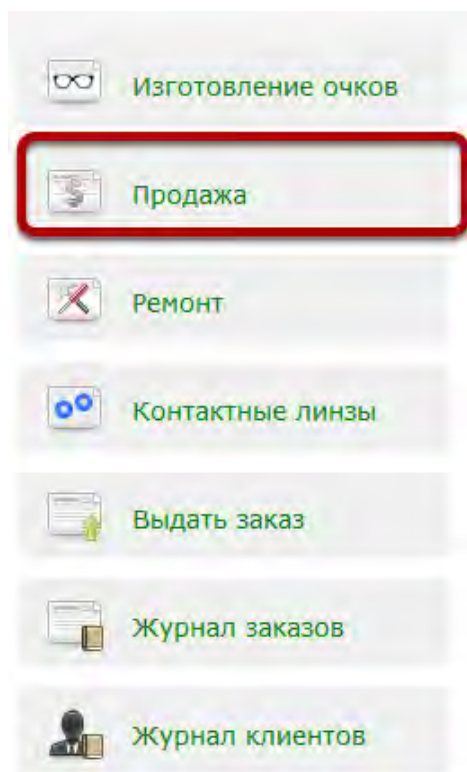 Изготовление очков
Продажа
Ремонт
Контактные линзы
Выдать заказ
Журнал заказов
Журнал клиентов